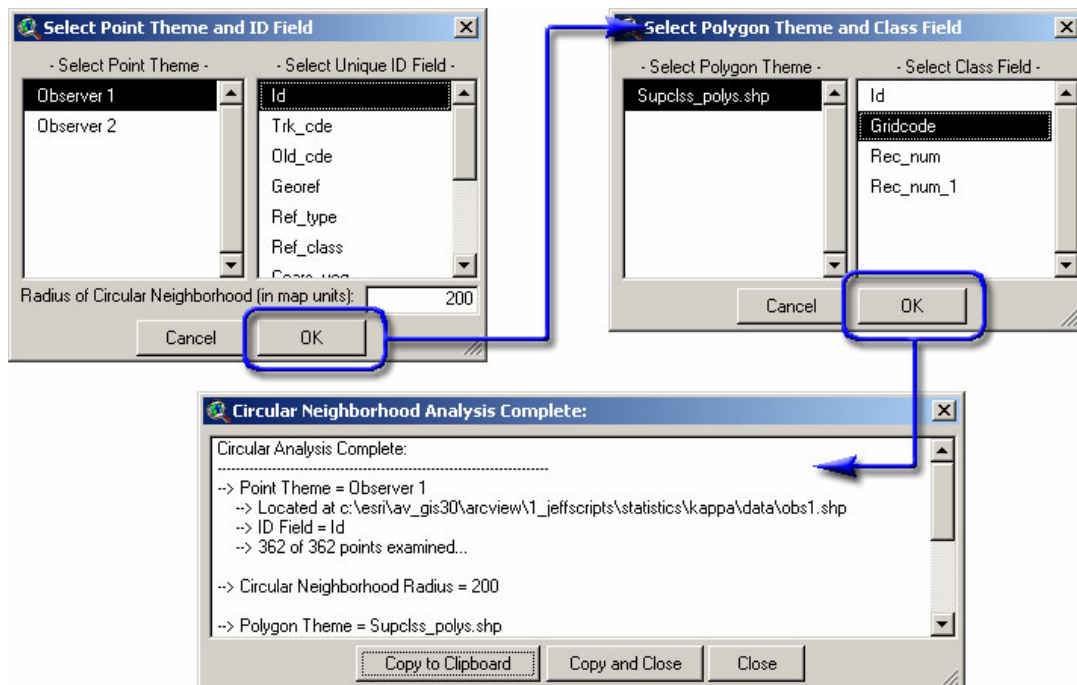 Select Point Theme and ID Field
- Select Point Theme -
Observer 1
Observer 2
- Select Unique ID Field -
Id
Trk_cde
Old_cde
Georef
Ref_type
Ref_class
Radius of Circular Neighborhood (in map units): 200
Cancel OK
Select Polygon Theme and Class Field
- Select Polygon Theme -
Supclss_polys.shp
- Select Class Field -
Id
Gridcode
Rec_num
Rec_num_1
Cancel OK
Circular Neighborhood Analysis Complete:
Circular Analysis Complete:
--> Point Theme = Observer 1
--> Located at c:\esri\av_gis30\arcview\1_jeffscripts\statistics\kappa\data\obs1.shp
--> ID Field = Id
--> 362 of 362 points examined...
--> Circular Neighborhood Radius = 200
--> Polygon Theme = Supclss_polys.shp
Copy to Clipboard Copy and Close Close